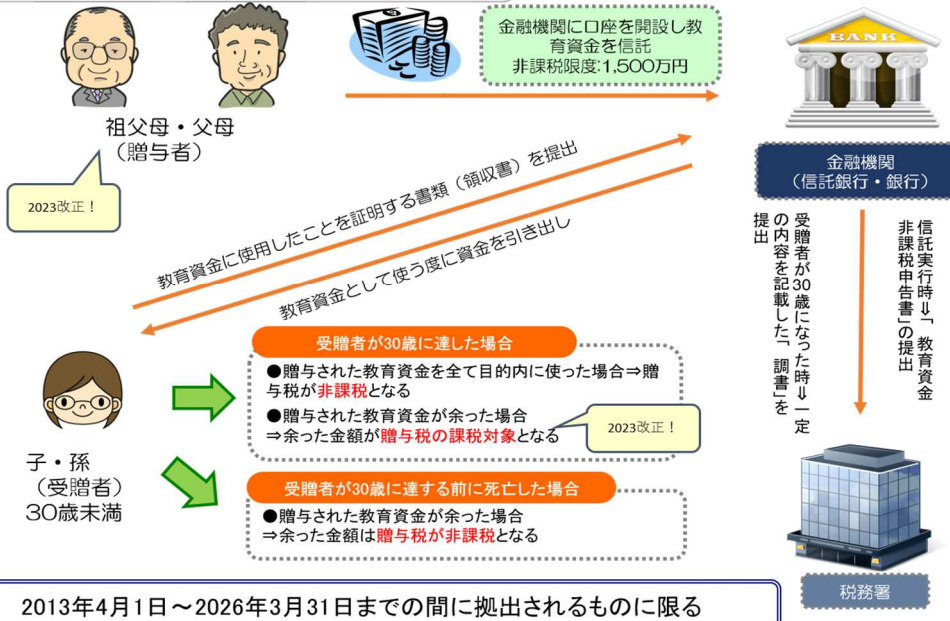 金融機関に口座を開設し教
育資金を信託
非課税限度:1,500万円
BANK
祖父母・父母
（贈与者）
2023改正！
金融機関
（信託銀行・銀行）
教育資金に使用したことを証明する書類（領収書）を提出
教育資金として使う度に資金を引き出し
信託実行時⇒「教育資金
非課税申告書」の提出
受贈者が30歳になった時⇒一定
の内容を記載した「調書」を
提出
受贈者が30歳に達した場合
●贈与された教育資金を全て目的内に使った場合⇒贈
与税が非課税となる
●贈与された教育資金が余った場合
⇒余った金額が贈与税の課税対象となる
2023改正！
子・孫
（受贈者）
30歳未満
受贈者が30歳に達する前に死亡した場合
●贈与された教育資金が余った場合
⇒余った金額は贈与税が非課税となる
税務署
2013年4月1日～2026年3月31日までの間に拠出されるものに限る